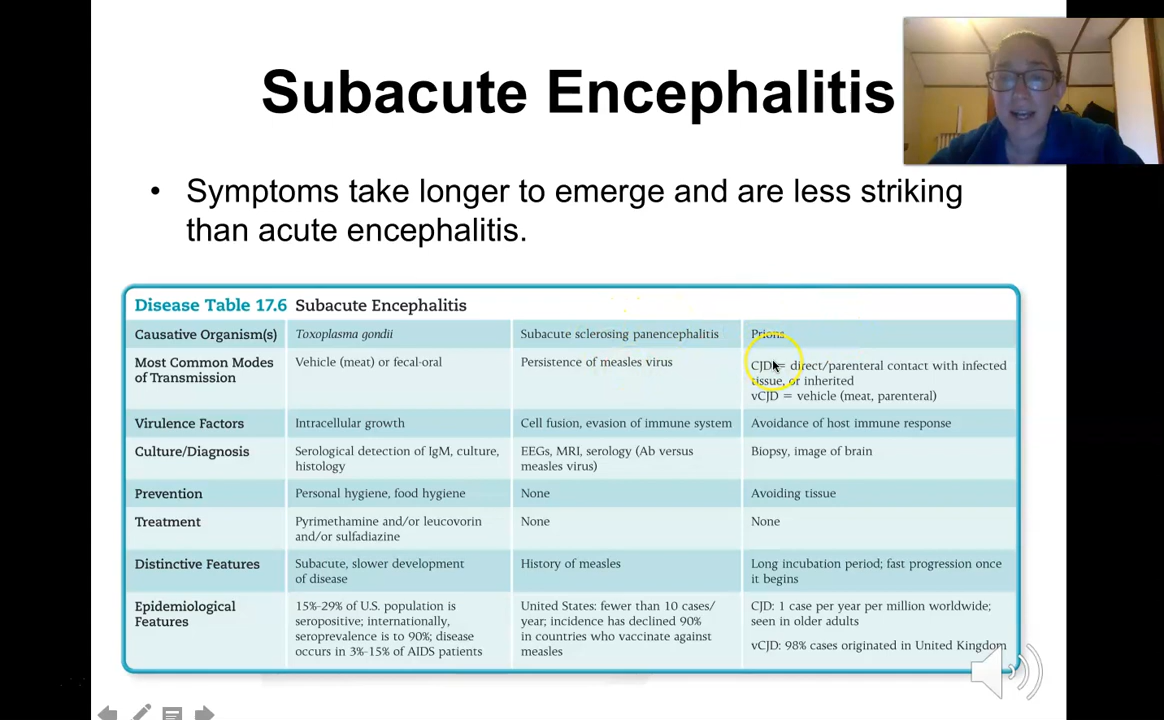 Subacute Encephalitis
• Symptoms take longer to emerge and are less striking
than acute encephalitis.
Disease Table 17.6 Subacute Encephalitis
Causative Organism(s) Toxoplasma gondii Subacute sclerosing panencephalitis Prions
Most Common Modes Vehicle (meat) or fecal-oral Persistence of measles virus CJD = direct/parenteral contact with infected
of Transmission tissue, or inherited
vCJD = vehicle (meat, parenteral)
Virulence Factors Intracellular growth Cell fusion, evasion of immune system Avoidance of host immune response
Culture/Diagnosis Serological detection of IgM, culture, EEGs, MRI, serology (Ab versus Biopsy, image of brain
histology measles virus)
Prevention Personal hygiene, food hygiene None Avoiding tissue
Treatment Pyrimethamine and/or leucovorin None None
and/or sulfadiazine
Distinctive Features Subacute, slower development History of measles Long incubation period; fast progression once
of disease it begins
Epidemiological 15%-29% of U.S. population is United States: fewer than 10 cases/ CJD: 1 case per year per million worldwide;
Features seropositive; internationally, year; incidence has declined 90% seen in older adults
seroprevalence is to 90%; disease in countries who vaccinate against
occurs in 3%-15% of AIDS patients measles vCJD: 98% cases originated in United Kingdom